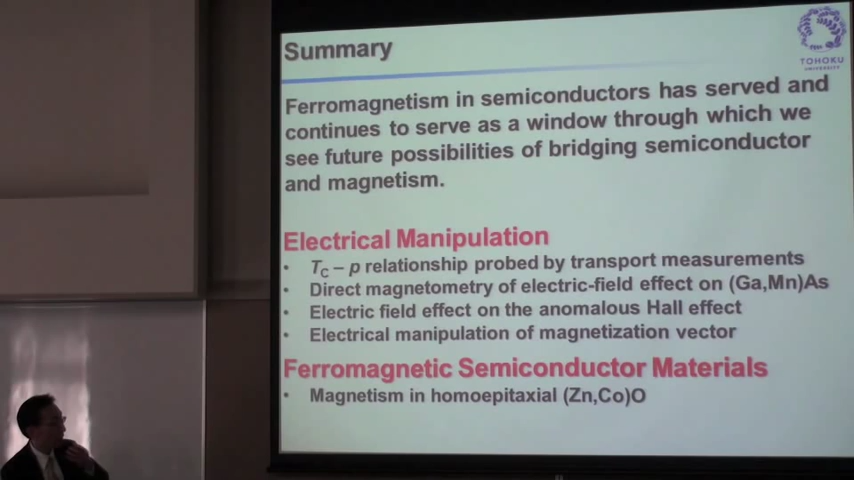 Summary
TOHOKU
UNIVERSITY
Ferromagnetism in semiconductors has served and
continues to serve as a window through which we
see future possibilities of bridging semiconductor
and magnetism.
Electrical Manipulation
• TC – p relationship probed by transport measurements
• Direct magnetometry of electric-field effect on (Ga,Mn)As
• Electric field effect on the anomalous Hall effect
• Electrical manipulation of magnetization vector
Ferromagnetic Semiconductor Materials
• Magnetism in homoepitaxial (Zn,Co)O